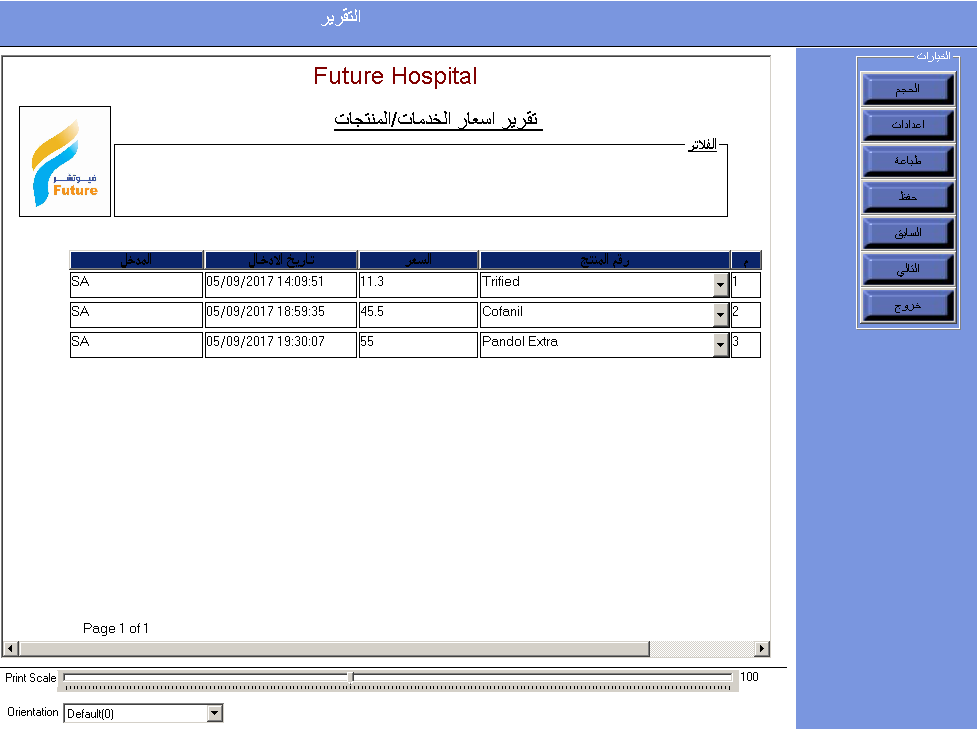 التقرير
Future Hospital
تقرير اسعار الخدمات/المنتجات
الفلاتر
فيوتشر
Future
م رقم المنتج السعر تاريخ الادخال المدخل
1 Trified 11.3 05/09/2017 14:09:51 SA
2 Cofanil 45.5 05/09/2017 18:59:35 SA
3 Pandol Extra 55 05/09/2017 19:30:07 SA
Page 1 of 1
Print Scale 100
Orientation Default(0)
الخيارات
الحجم
اعدادات
طباعة
حفظ
السابق
التالي
خروج